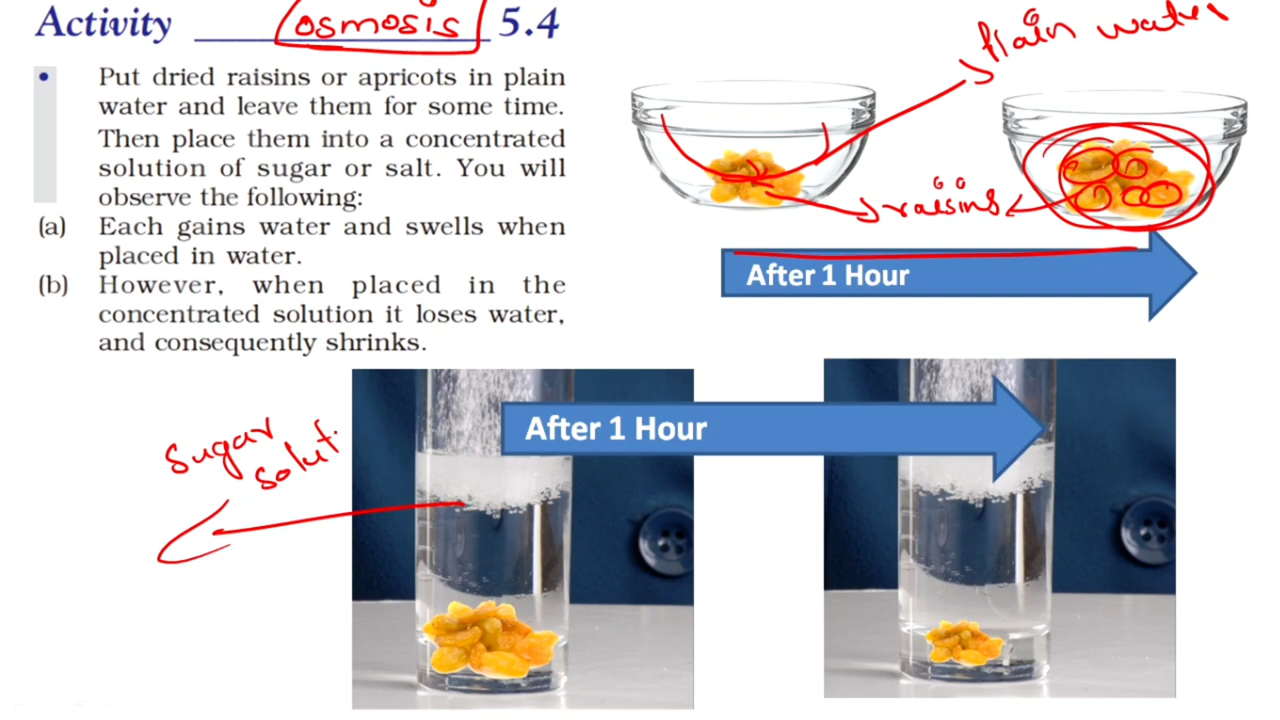 Activity osmosis 5.4
• Put dried raisins or apricots in plain
water and leave them for some time.
Then place them into a concentrated
solution of sugar or salt. You will
observe the following:
(a) Each gains water and swells when
placed in water.
(b) However, when placed in the
concentrated solution it loses water,
and consequently shrinks.
Plain water
raisins
After 1 Hour
After 1 Hour
Sugar
solut.